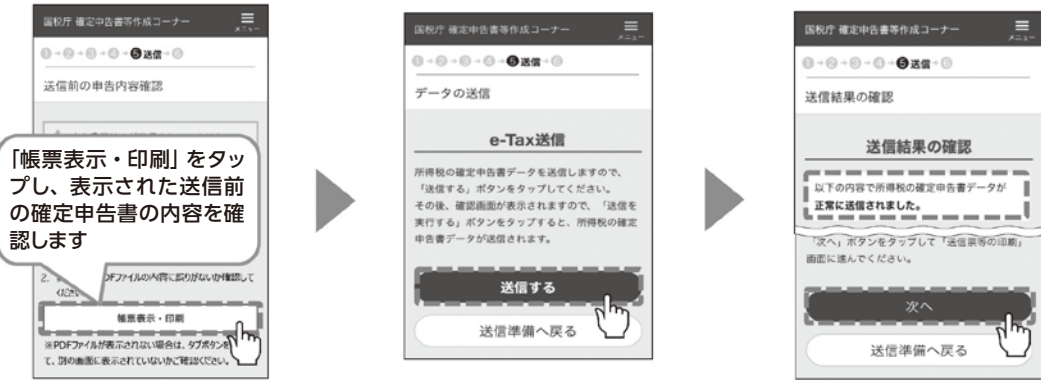 国税庁 確定申告書等作成コーナー
メニュー
1-2-3-4-5 送信-6
送信前の申告内容確認
「帳票表示・印刷」をタッ
プし、表示された送信前
の確定申告書の内容を確
認します
2.
PDFファイルの内容に誤りがないか確認して
くださ
帳票表示・印刷
※PDFファイルが表示されない場合は、タブボタンを
て、別の画面に表示されていないかご確認ください。
国税庁 確定申告書等作成コーナー
メニュー
1-2-3-4-5 送信-6
データの送信
e-Tax送信
所得税の確定申告書データを送信しますので、
「送信する」ボタンをタップしてください。
その後、確認画面が表示されますので、「送信を
実行する」ボタンをタップすると、所得税の確定
申告書データが送信されます。
送信する
送信準備へ戻る
国税庁 確定申告書等作成コーナー
メニュー
1-2-3-4-5 送信-6
送信結果の確認
送信結果の確認
以下の内容で所得税の確定申告書データが
正常に送信されました。
「次へ」ボタンをタップして「送信票等の印刷」
画面に進んでください。
次へ
送信準備へ戻る